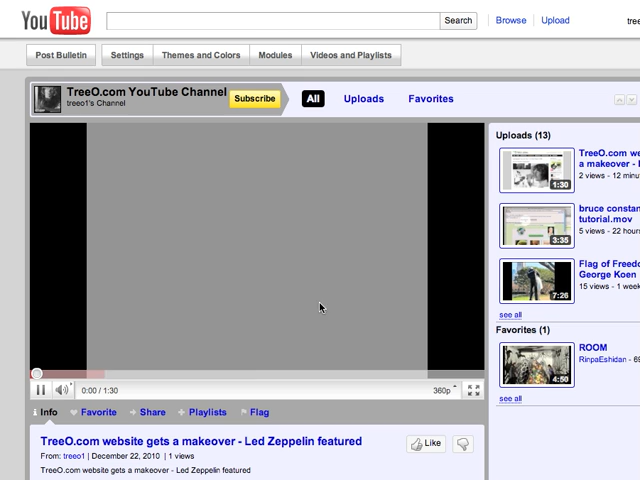 YouTube
Search
Browse
Upload
tree
Post Bulletin
Settings
Themes and Colors
Modules
Videos and Playlists
TreeO.com YouTube Channel
treeo1's Channel
Subscribe
All
Uploads
Favorites
Uploads (13)
1:30
TreeO.com we
a makeover - L
2 views - 12 minu
3:35
bruce constan
tutorial.mov
5 views - 22 hours
7:26
Flag of Freedo
George Koen
15 views - 1 week
see all
Favorites (1)
4:50
ROOM
RinpaEshidan - 69
see all
0:00 / 1:30
360p
Info
Favorite
Share
Playlists
Flag
TreeO.com website gets a makeover - Led Zeppelin featured
From: treeo1 | December 22, 2010 | 1 views
TreeO.com website gets a makeover - Led Zeppelin featured
Like